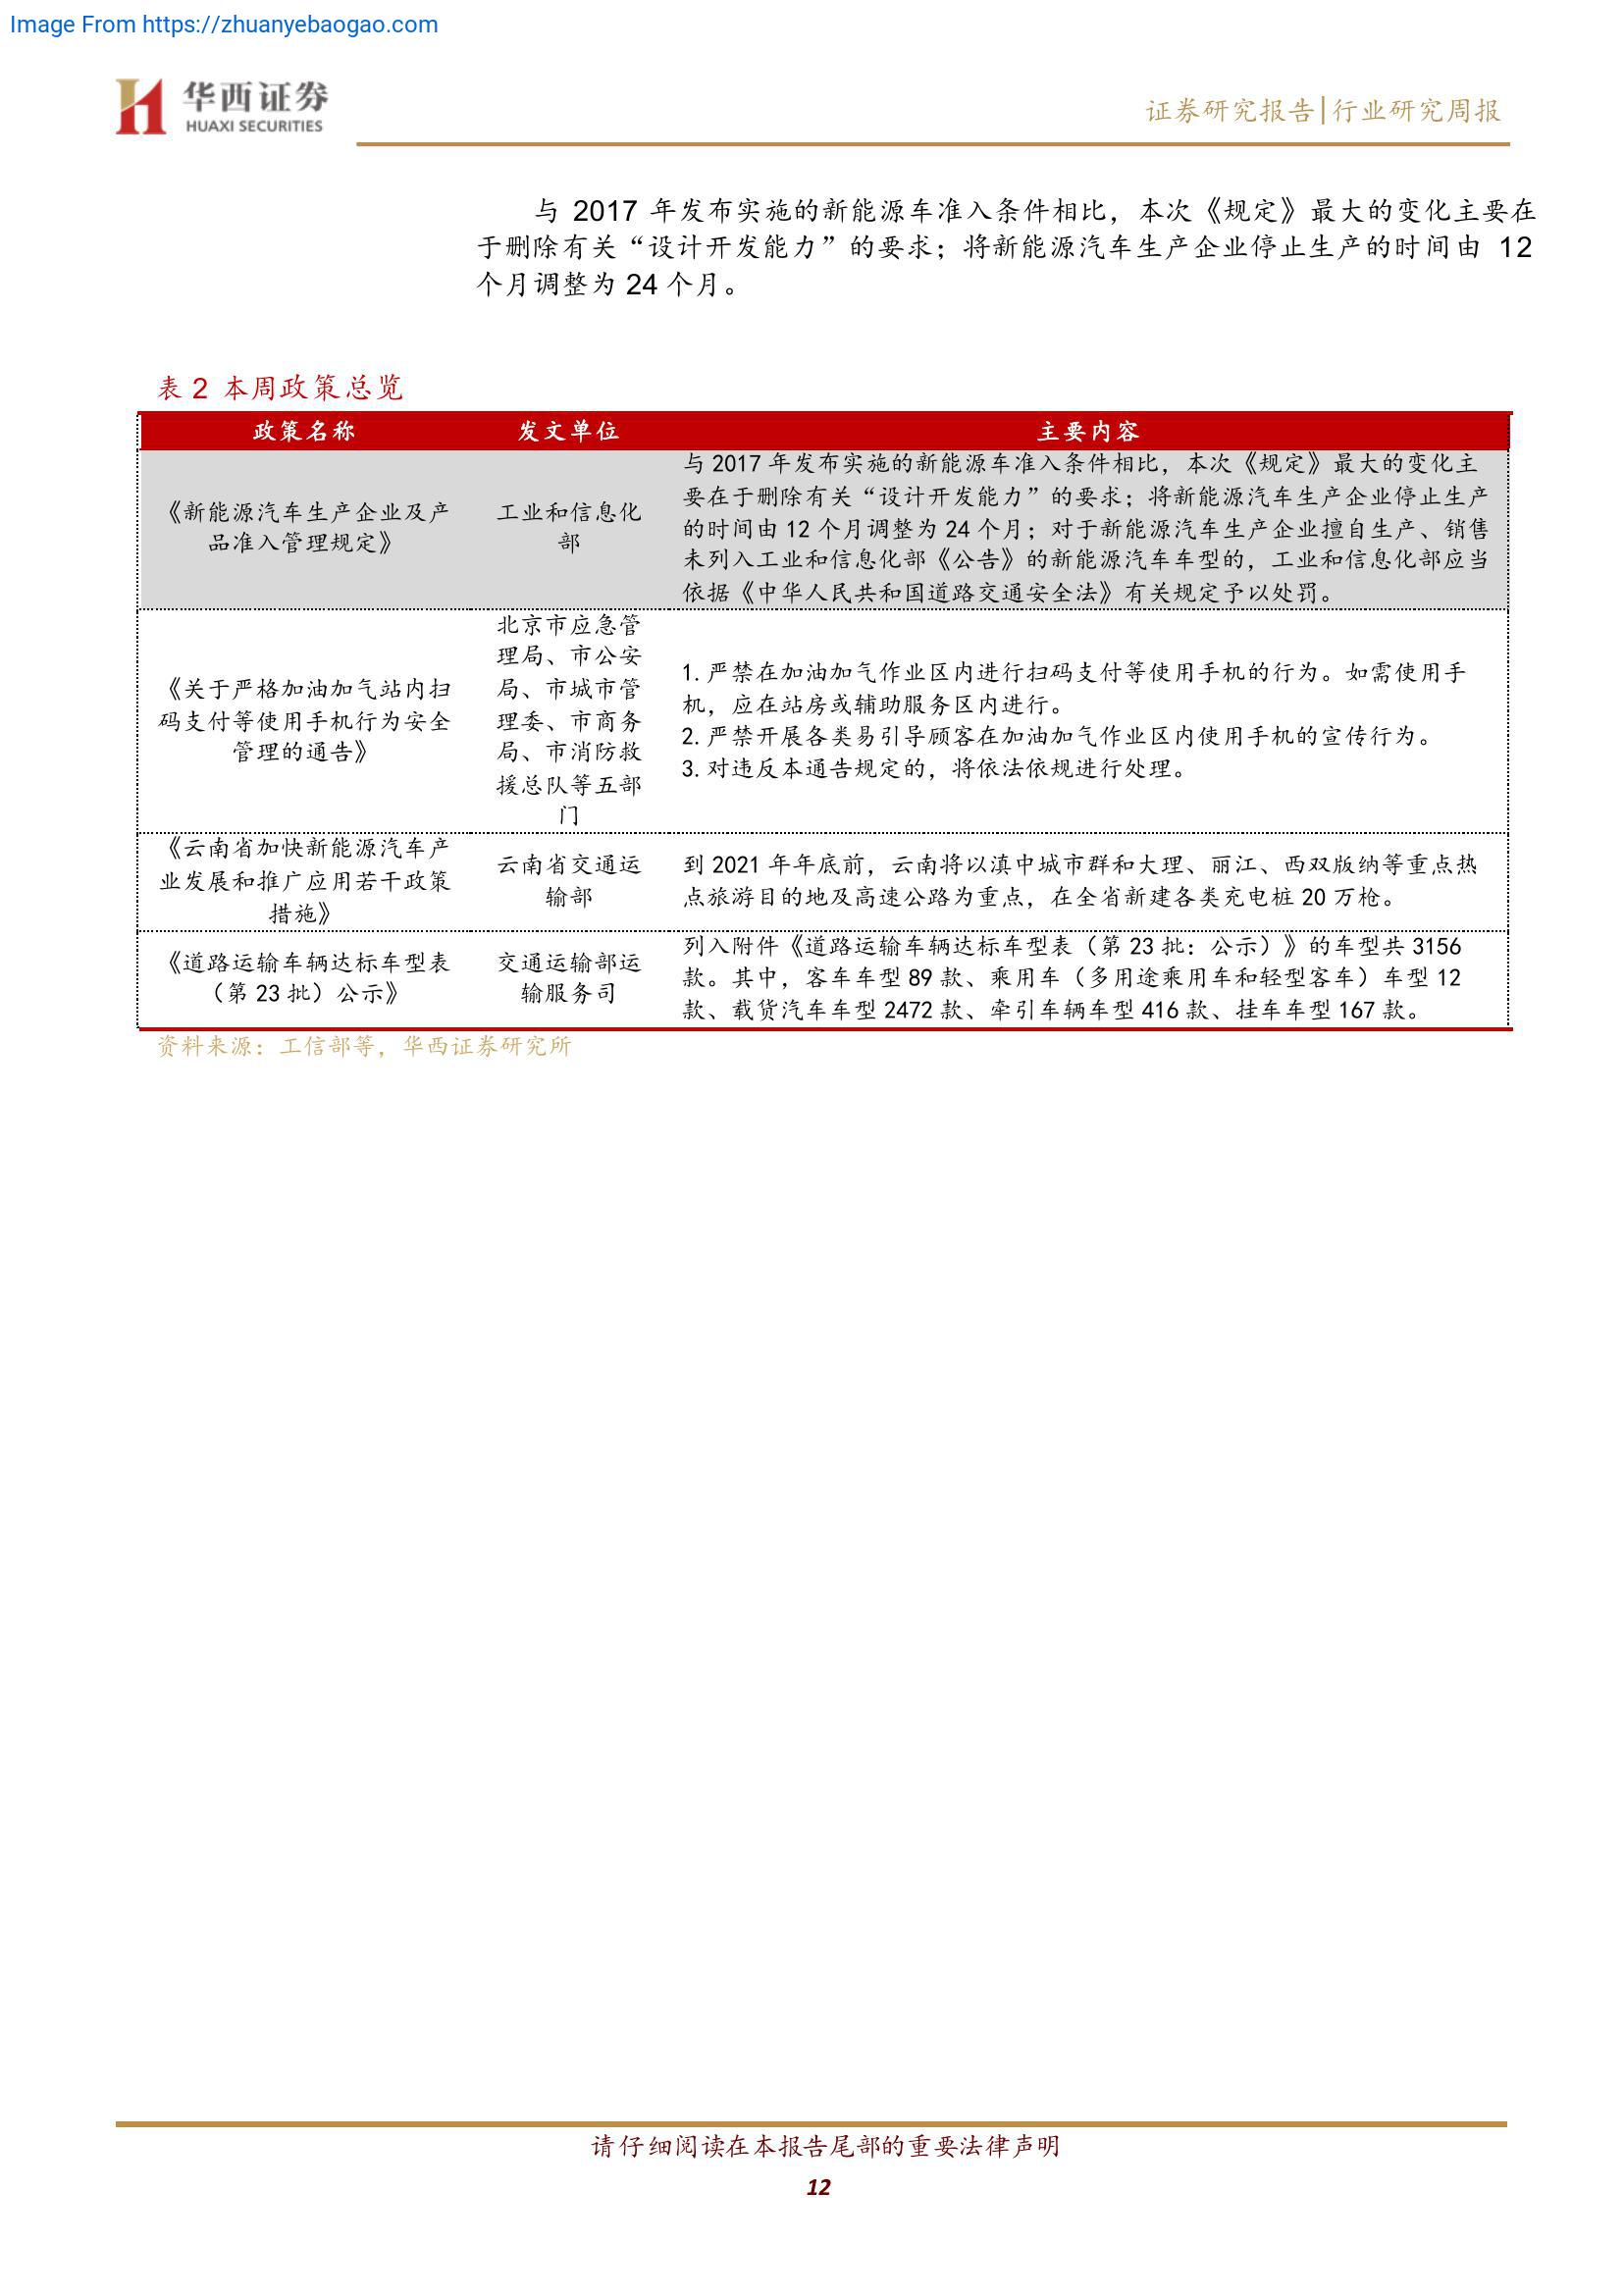 Image From https://zhuanyebaogao.com
华西证券
HUAXI SECURITIES
证券研究报告|行业研究周报
与 2017 年发布实施的新能源车准入条件相比，本次《规定》最大的变化主要在
于删除有关“设计开发能力”的要求；将新能源汽车生产企业停止生产的时间由 12
个月调整为 24 个月。
表 2 本周政策总览
政策名称 发文单位 主要内容
《新能源汽车生产企业及产
品准入管理规定》
工业和信息化
部
与 2017 年发布实施的新能源车准入条件相比，本次《规定》最大的变化主
要在于删除有关“设计开发能力”的要求；将新能源汽车生产企业停止生产
的时间由 12 个月调整为 24 个月；对于新能源汽车生产企业擅自生产、销售
未列入工业和信息化部《公告》的新能源汽车车型的，工业和信息化部应当
依据《中华人民共和国道路交通安全法》有关规定予以处罚。
《关于严格加油加气站内扫
码支付等使用手机行为安全
管理的通告》
北京市应急管
理局、市公安
局、市城市管
理委、市商务
局、市消防救
援总队等五部
门
1.严禁在加油加气作业区内进行扫码支付等使用手机的行为。如需使用手
机，应在站房或辅助服务区内进行。
2.严禁开展各类易引导顾客在加油加气作业区内使用手机的宣传行为。
3.对违反本通告规定的，将依法依规进行处理。
《云南省加快新能源汽车产
业发展和推广应用若干政策
措施》
云南省交通运
输部
到 2021 年年底前，云南将以滇中城市群和大理、丽江、西双版纳等重点热
点旅游目的地及高速公路为重点，在全省新建各类充电桩 20 万枪。
《道路运输车辆达标车型表
（第 23 批）公示》
交通运输部运
输服务司
列入附件《道路运输车辆达标车型表（第 23 批：公示）》的车型共 3156
款。其中，客车车型 89 款、乘用车（多用途乘用车和轻型客车）车型 12
款、载货汽车车型 2472 款、牵引车辆车型 416 款、挂车车型 167 款。
资料来源：工信部等，华西证券研究所
请仔细阅读在本报告尾部的重要法律声明
12